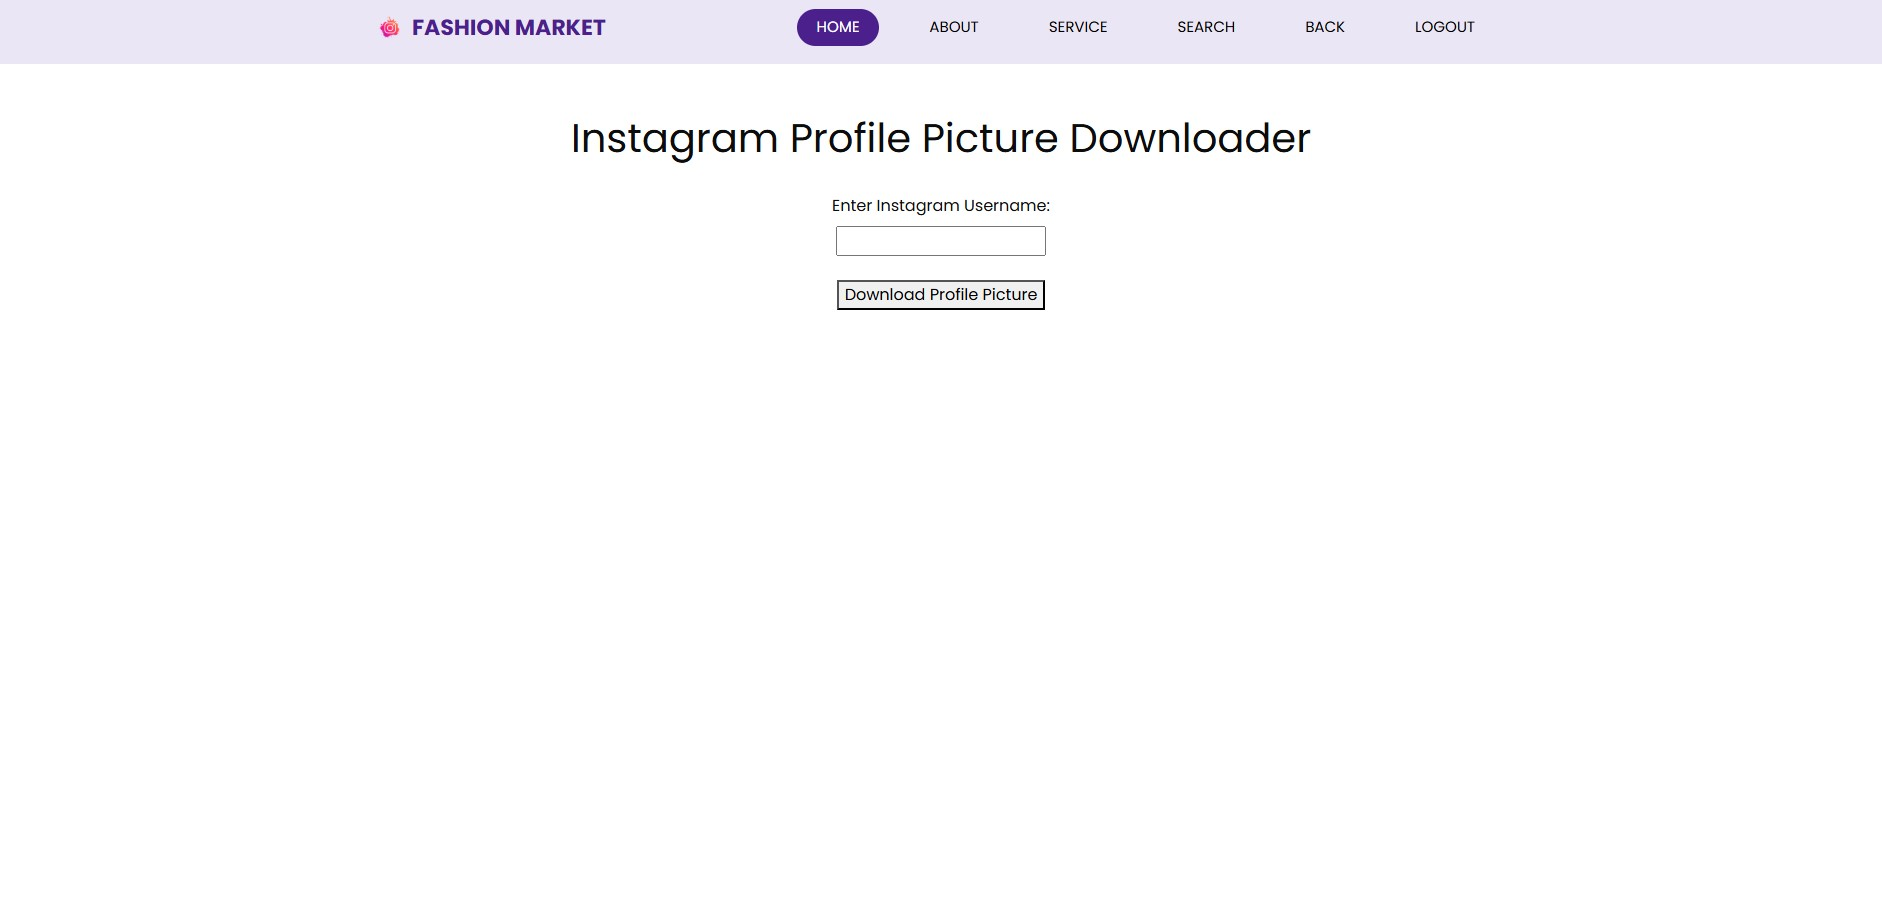 FASHION MARKET HOME ABOUT SERVICE SEARCH BACK LOGOUT
Instagram Profile Picture Downloader
Enter Instagram Username:
Download Profile Picture